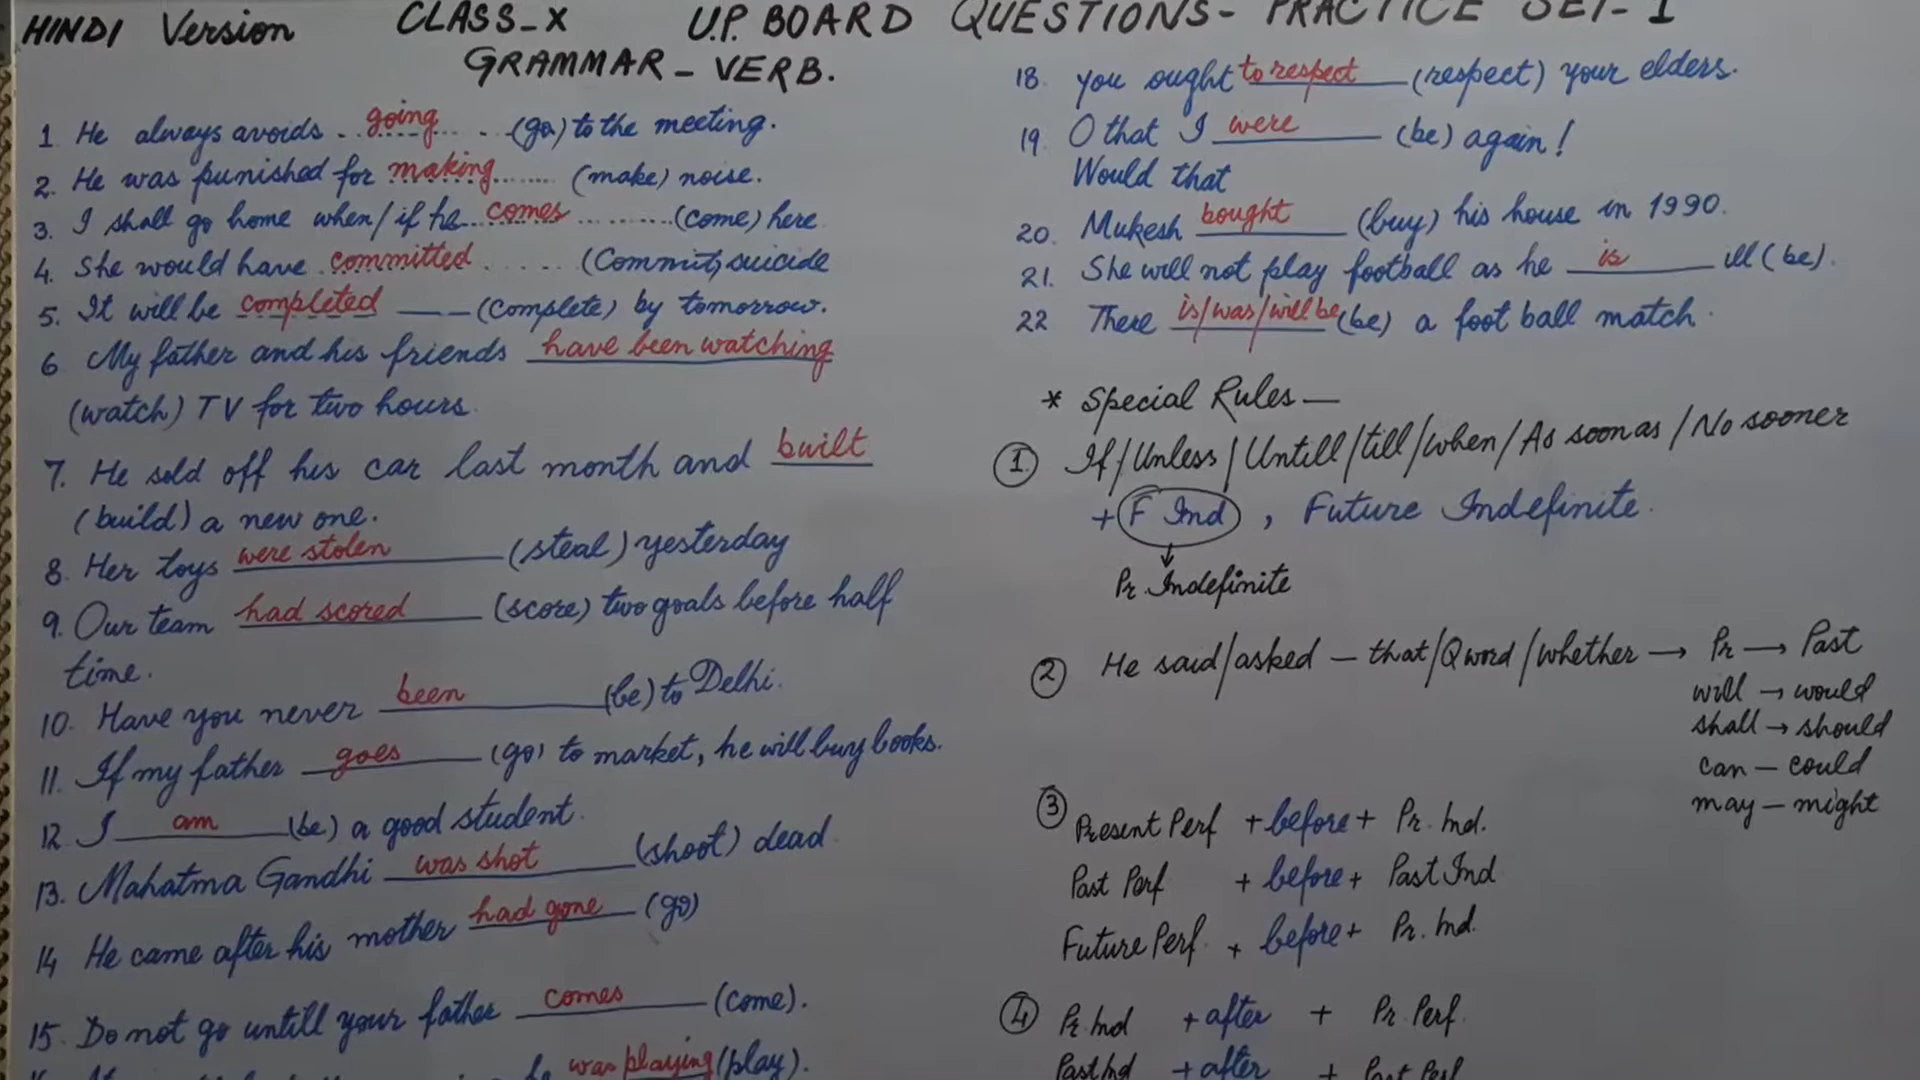 HINDI Version CLASS-X U.P. BOARD QUESTIONS- PRACTICE SET-1
GRAMMAR - VERB.
1. He always avoids going (go) to the meeting.
2. He was punished for making (make) noise.
3. I shall go home when/if he comes (come) here
4. She would have committed (Commit) suicide
5. It will be completed (Complete) by tomorrow.
6 My father and his friends have been watching
(watch) TV for two hours.
7. He sold off his car last month and built
(build) a new one.
8. Her toys were stolen (steal) yesterday
9. Our team had scored (score) two goals before half
time.
10. Have you never been (be) to Delhi.
11. If my father goes (go) to market, he will buy books.
12 I am (be) a good student.
13. Mahatma Gandhi was shot (shoot) dead
14 He came after his mother had gone (go)
15. Do not go untill your father comes (come).
he was playing (play).
18. you ought to respect (respect) your elders.
19. O that I were (be) again!
Would that
20. Mukesh bought (buy) his house in 1990.
21. She will not play football as he is ill (be).
22 There is/was/will be (be) a foot ball match.
* Special Rules —
1. If/Unless/Untill/till/when/As soon as/No sooner
+ F Ind, Future Indefinite.
↓
Pr. Indefinite
2 He said/asked — that/Qword/whether → Pr → Past
will → would
shall → should
can — could
may — might
3 Present Perf + before + Pr. Ind.
Past Perf + before + Past Ind
Future Perf. + before + Pr. Ind.
4 Pr. Ind + after + Pr. Perf.
Past Ind + after + Past Perf